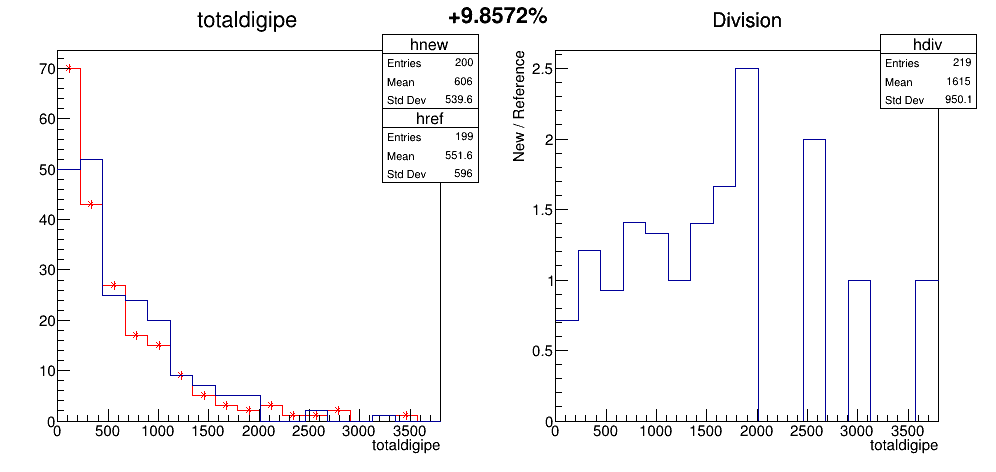 +9.8572%
totaldigipe
hnew
Entries 200
Mean 606
Std Dev 539.6
href
Entries 199
Mean 551.6
Std Dev 596
70
60
50
40
30
20
10
0
0 500 1000 1500 2000 2500 3000 3500
totaldigipe
Division
hdiv
Entries 219
Mean 1615
Std Dev 950.1
New / Reference
2.5
2
1.5
1
0.5
0
0 500 1000 1500 2000 2500 3000 3500
totaldigipe